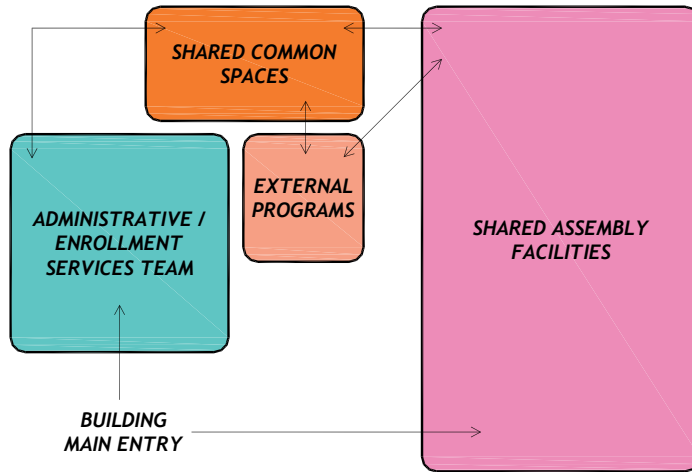 SHARED COMMON
SPACES
ADMINISTRATIVE /
ENROLLMENT
SERVICES TEAM
EXTERNAL
PROGRAMS
SHARED ASSEMBLY
FACILITIES
BUILDING
MAIN ENTRY